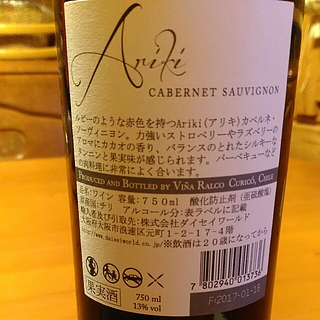 Ariki
CABERNET SAUVIGNON
ルビーのような赤色を持つAriki(アリキ)カベルネ・
ソーヴィニヨン。力強いストロベリーやラズベリーの
アロマにカカオの香り、バランスのとれたシルキーな
タンニンと果実味が感じられます。バーベキューなど
の肉料理に非常によく合います。
PRODUCED AND BOTTLED BY VIÑA RALCO CURICÓ, CHILE
品名:ワイン 容量:750ml 酸化防止剤(亜硫酸塩)
原産国:チリ アルコール分:表ラベルに記載
輸入者及び引取先:株式会社ダイセイワールド
大阪府大阪市浪速区元町1-2-17-4階
www.daiseiworld.co.jp ※飲酒は20歳になってから
果実酒
750 ml
13% vol
7 802940 013736
F:2017-01-18